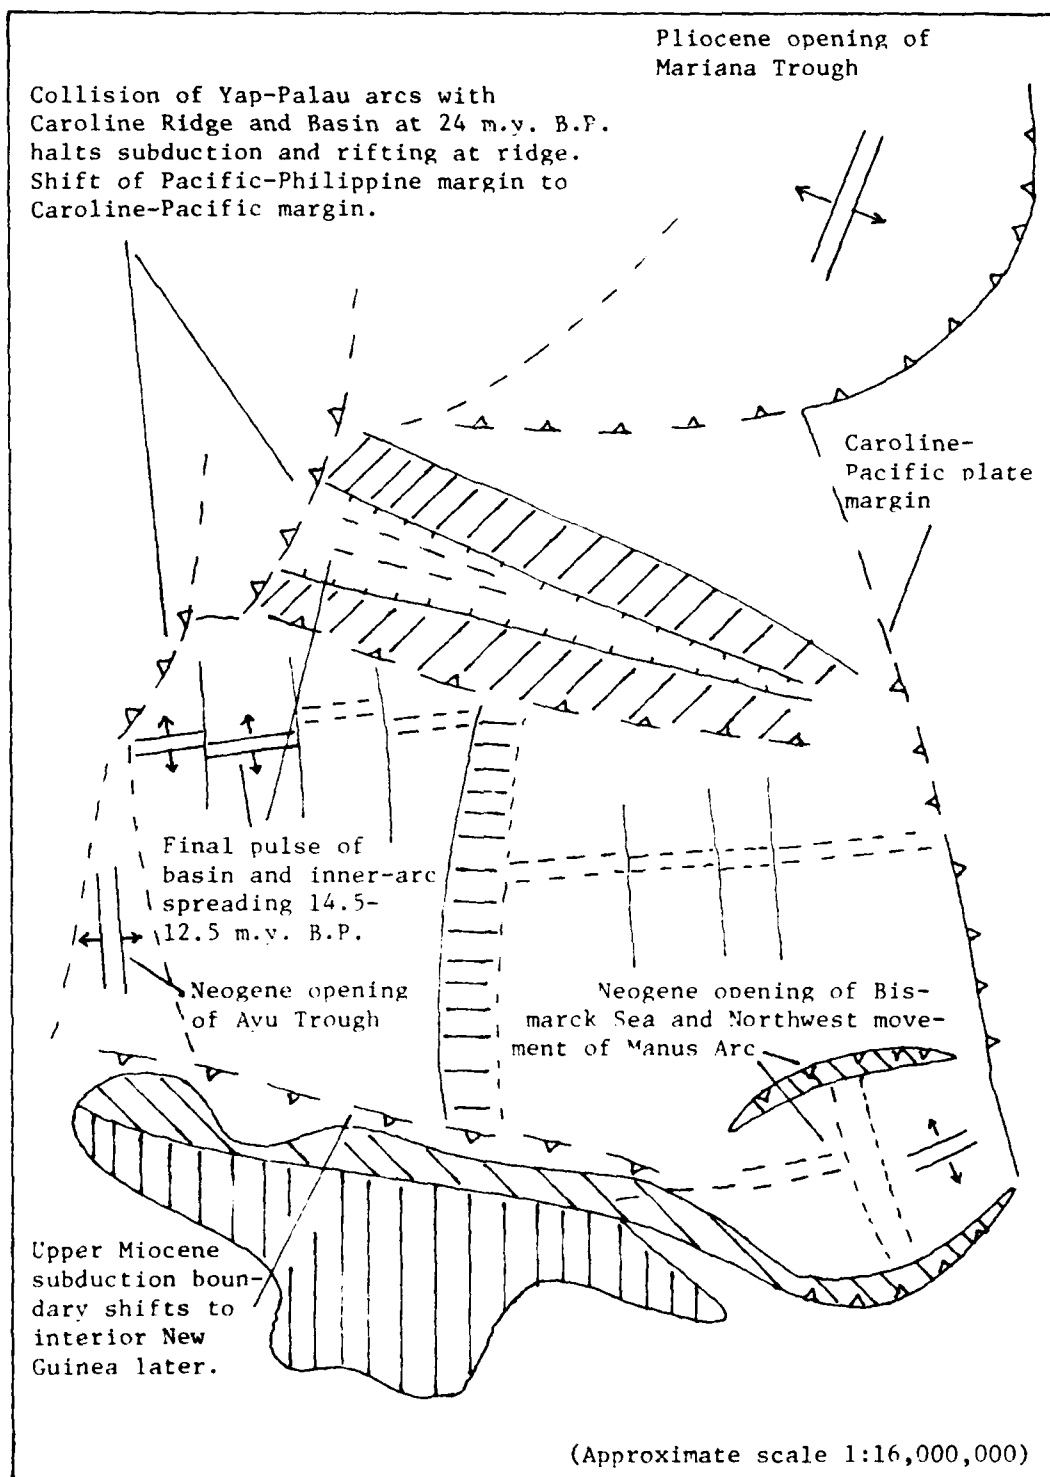 Pliocene opening of
Mariana Trough
Collision of Yap-Palau arcs with
Caroline Ridge and Basin at 24 m.y. B.P.
halts subduction and rifting at ridge.
Shift of Pacific-Philippine margin to
Caroline-Pacific margin.
Caroline-
Pacific plate
margin
Final pulse of
basin and inner-arc
spreading 14.5-
12.5 m.y. B.P.
Neogene opening
of Ayu Trough
Neogene opening of Bis-
marck Sea and Northwest move-
ment of Manus Arc
Upper Miocene
subduction boun-
dary shifts to
interior New
Guinea later.
(Approximate scale 1:16,000,000)